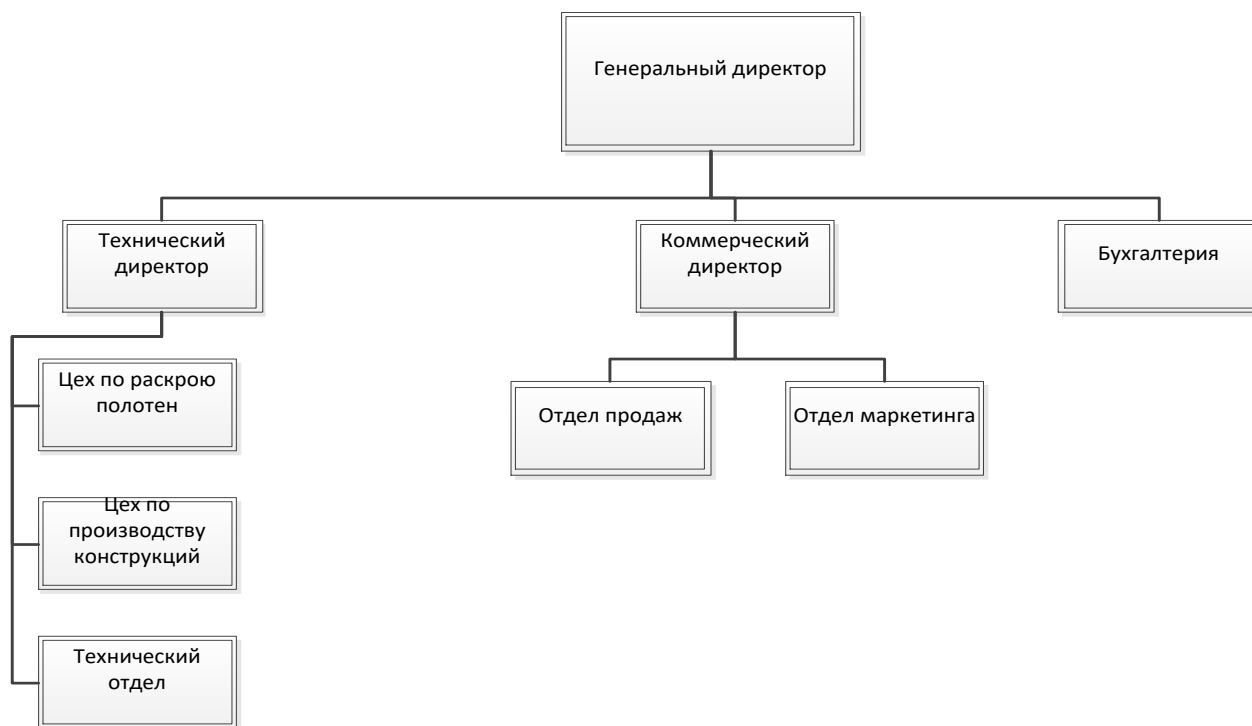 Генеральный директор
Технический
директор
Коммерческий
директор
Бухгалтерия
Цех по раскрою
полотен
Отдел продаж
Отдел маркетинга
Цех по
производству
конструкций
Технический
отдел